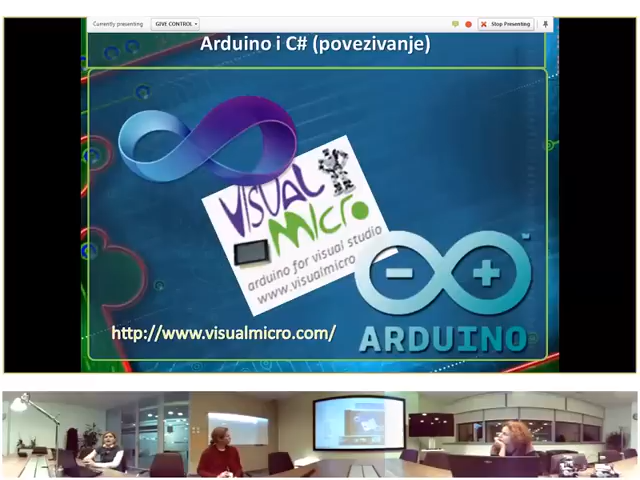 Currently presenting GIVE CONTROL Stop Presenting
Arduino i C# (povezivanje)
VISUAL
MICRO
arduino for visual studio
www.visualmicro
http://www.visualmicro.com/
ARDUINO